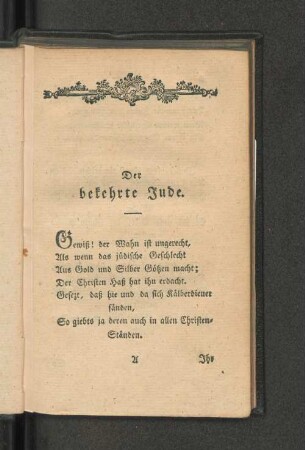 Der
bekehrte Jude.
Gewiß! der Wahn ist ungerecht,
Als wenn das jüdische Geschlecht
Aus Gold und Silber Götzen macht;
Der Christen Haß hat ihn erdacht.
Gesezt, daß hie und da sich Kälberdiener
fänden,
So giebts ja deren auch in allen Christen-
Ständen.
A Ihr